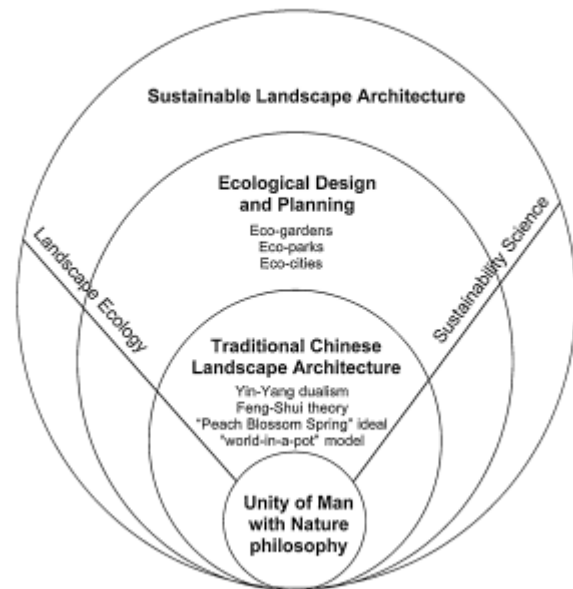 Sustainable Landscape Architecture
Ecological Design
and Planning
Eco-gardens
Eco-parks
Eco-cities
Landscape Ecology
Sustainability Science
Traditional Chinese
Landscape Architecture
Yin-Yang dualism
Feng-Shui theory
"Peach Blossom Spring" ideal
"world-in-a-pot" model
Unity of Man
with Nature
philosophy